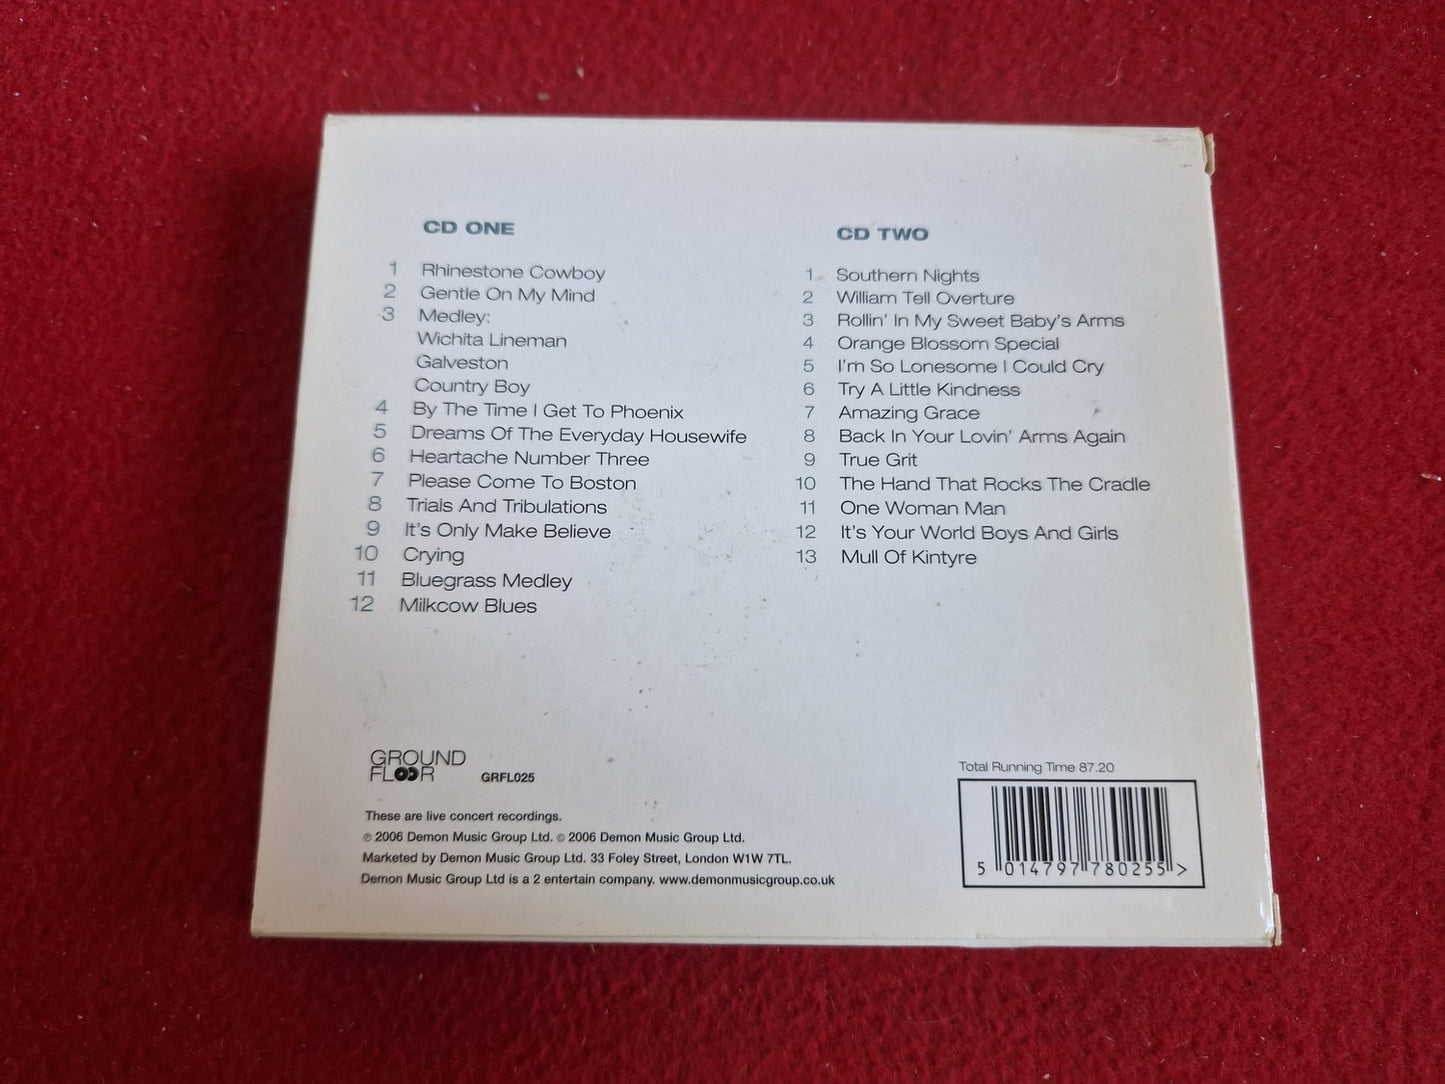 CD ONE
1 Rhinestone Cowboy
2 Gentle On My Mind
3 Medley:
Wichita Lineman
Galveston
Country Boy
4 By The Time I Get To Phoenix
5 Dreams Of The Everyday Housewife
6 Heartache Number Three
7 Please Come To Boston
8 Trials And Tribulations
9 It's Only Make Believe
10 Crying
11 Bluegrass Medley
12 Milkcow Blues
CD TWO
1 Southern Nights
2 William Tell Overture
3 Rollin' In My Sweet Baby's Arms
4 Orange Blossom Special
5 I'm So Lonesome I Could Cry
6 Try A Little Kindness
7 Amazing Grace
8 Back In Your Lovin' Arms Again
9 True Grit
10 The Hand That Rocks The Cradle
11 One Woman Man
12 It's Your World Boys And Girls
13 Mull Of Kintyre
GROUND
FLOOR GRFL025
These are live concert recordings.
℗ 2006 Demon Music Group Ltd. © 2006 Demon Music Group Ltd.
Marketed by Demon Music Group Ltd. 33 Foley Street, London W1W 7TL.
Demon Music Group Ltd is a 2 entertain company. www.demonmusicgroup.co.uk
Total Running Time 87.20
5 014797 780255 >